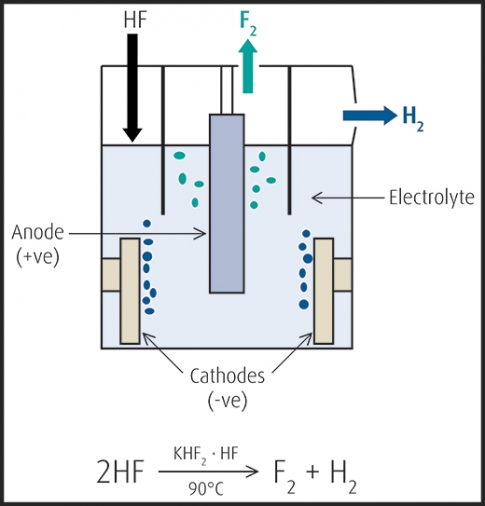 HF
F₂
H₂
Electrolyte
Anode
(+ve)
Cathodes
(-ve)
2HF KHF₂ · HF 90°C F₂ + H₂